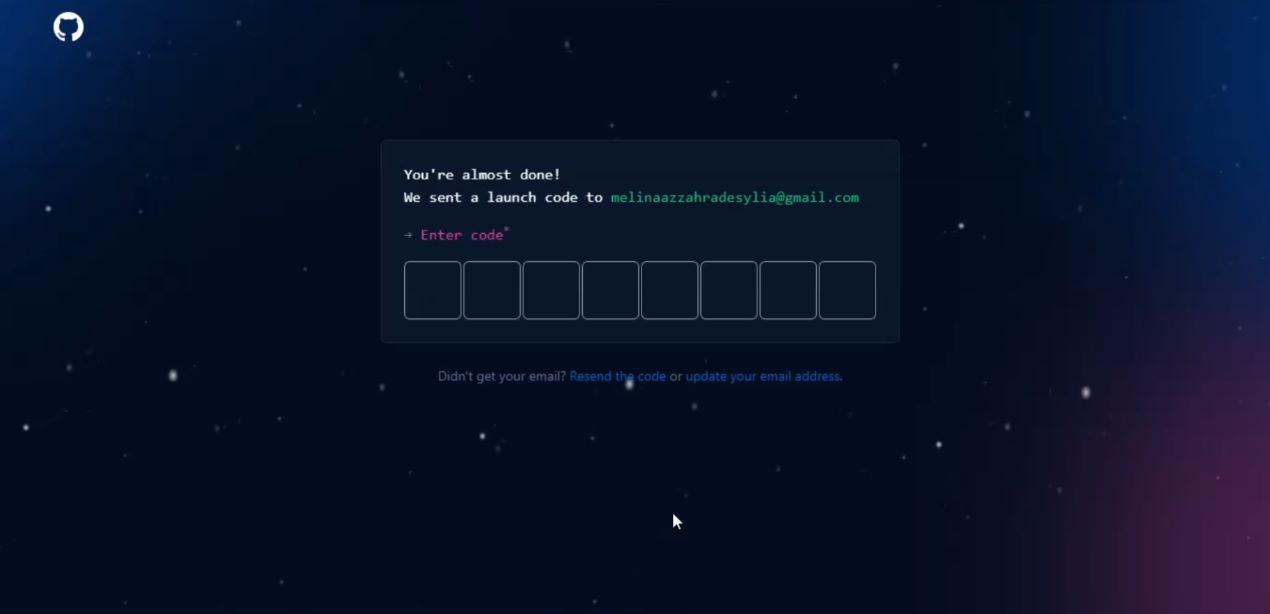 You're almost done!
We sent a launch code to melinaazzahradesylia@gmail.com
→ Enter code*
Didn't get your email? Resend the code or update your email address.